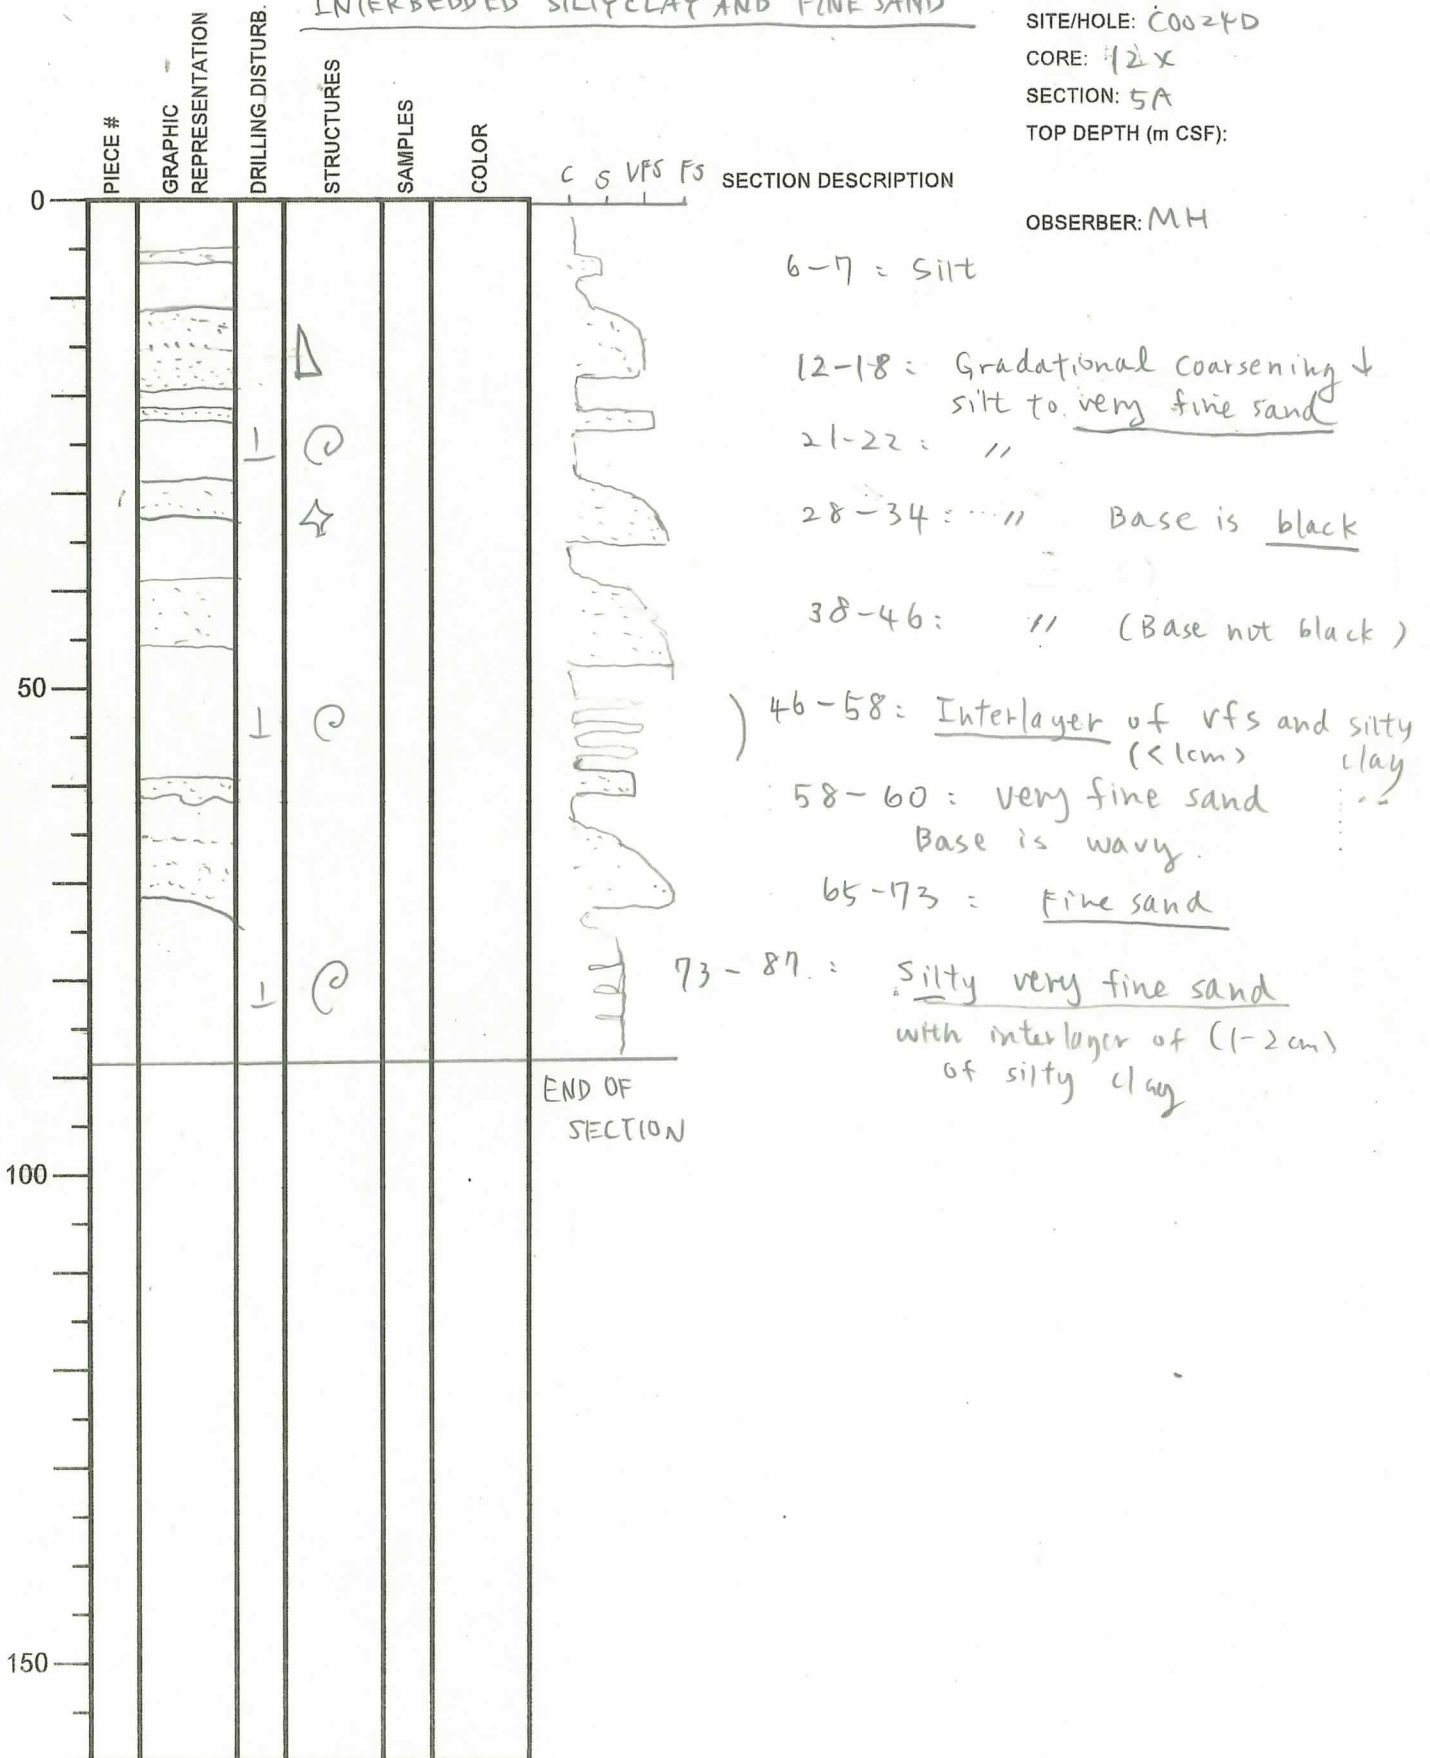 INTERBEDDED SILTY CLAY AND FINE SAND
SITE/HOLE: C0024D
CORE: 12X
SECTION: 5A
TOP DEPTH (m CSF):
OBSERBER: MH
PIECE #
GRAPHIC
REPRESENTATION
DRILLING DISTURB.
STRUCTURES
SAMPLES
COLOR
C S VFS FS
SECTION DESCRIPTION
0
6-7 : Silt
12-18 : Gradational coarsening ↓
silt to very fine sand
21-22 : 〃
28-34 : 〃 Base is black
38-46 : 〃 (Base not black)
50
46-58 : Interlayer of vfs and silty
(<1cm) clay
58-60 : very fine sand
Base is wavy.
65-73 : Fine sand
73-87 : Silty very fine sand
with interlayer of (1-2 cm)
of silty clay
END OF
SECTION
100
150